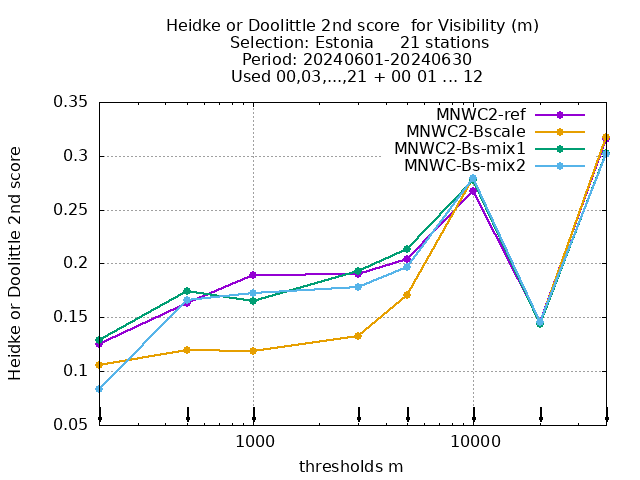 Heidke or Doolittle 2nd score  for Visibility (m)
Selection: Estonia     21 stations
Period: 20240601-20240630
Used 00,03,...,21 + 00 01 ... 12
MNWC2-ref
MNWC2-Bscale
MNWC2-Bs-mix1
MNWC-Bs-mix2
Heidke or Doolittle 2nd score
0.35
0.3
0.25
0.2
0.15
0.1
0.05
1000
10000
thresholds m